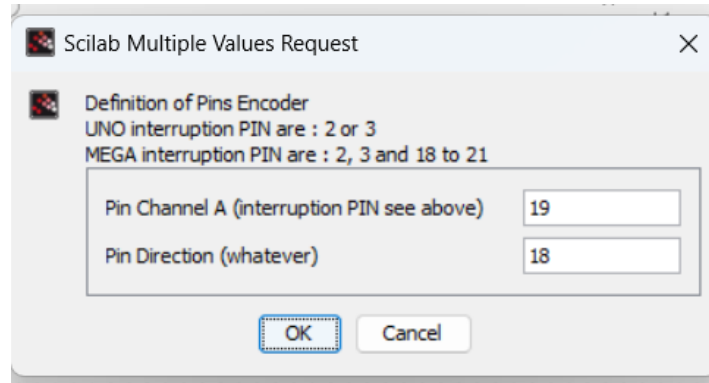 Scilab Multiple Values Request
Definition of Pins Encoder
UNO interruption PIN are : 2 or 3
MEGA interruption PIN are : 2, 3 and 18 to 21
Pin Channel A (interruption PIN see above) 19
Pin Direction (whatever) 18
OK Cancel